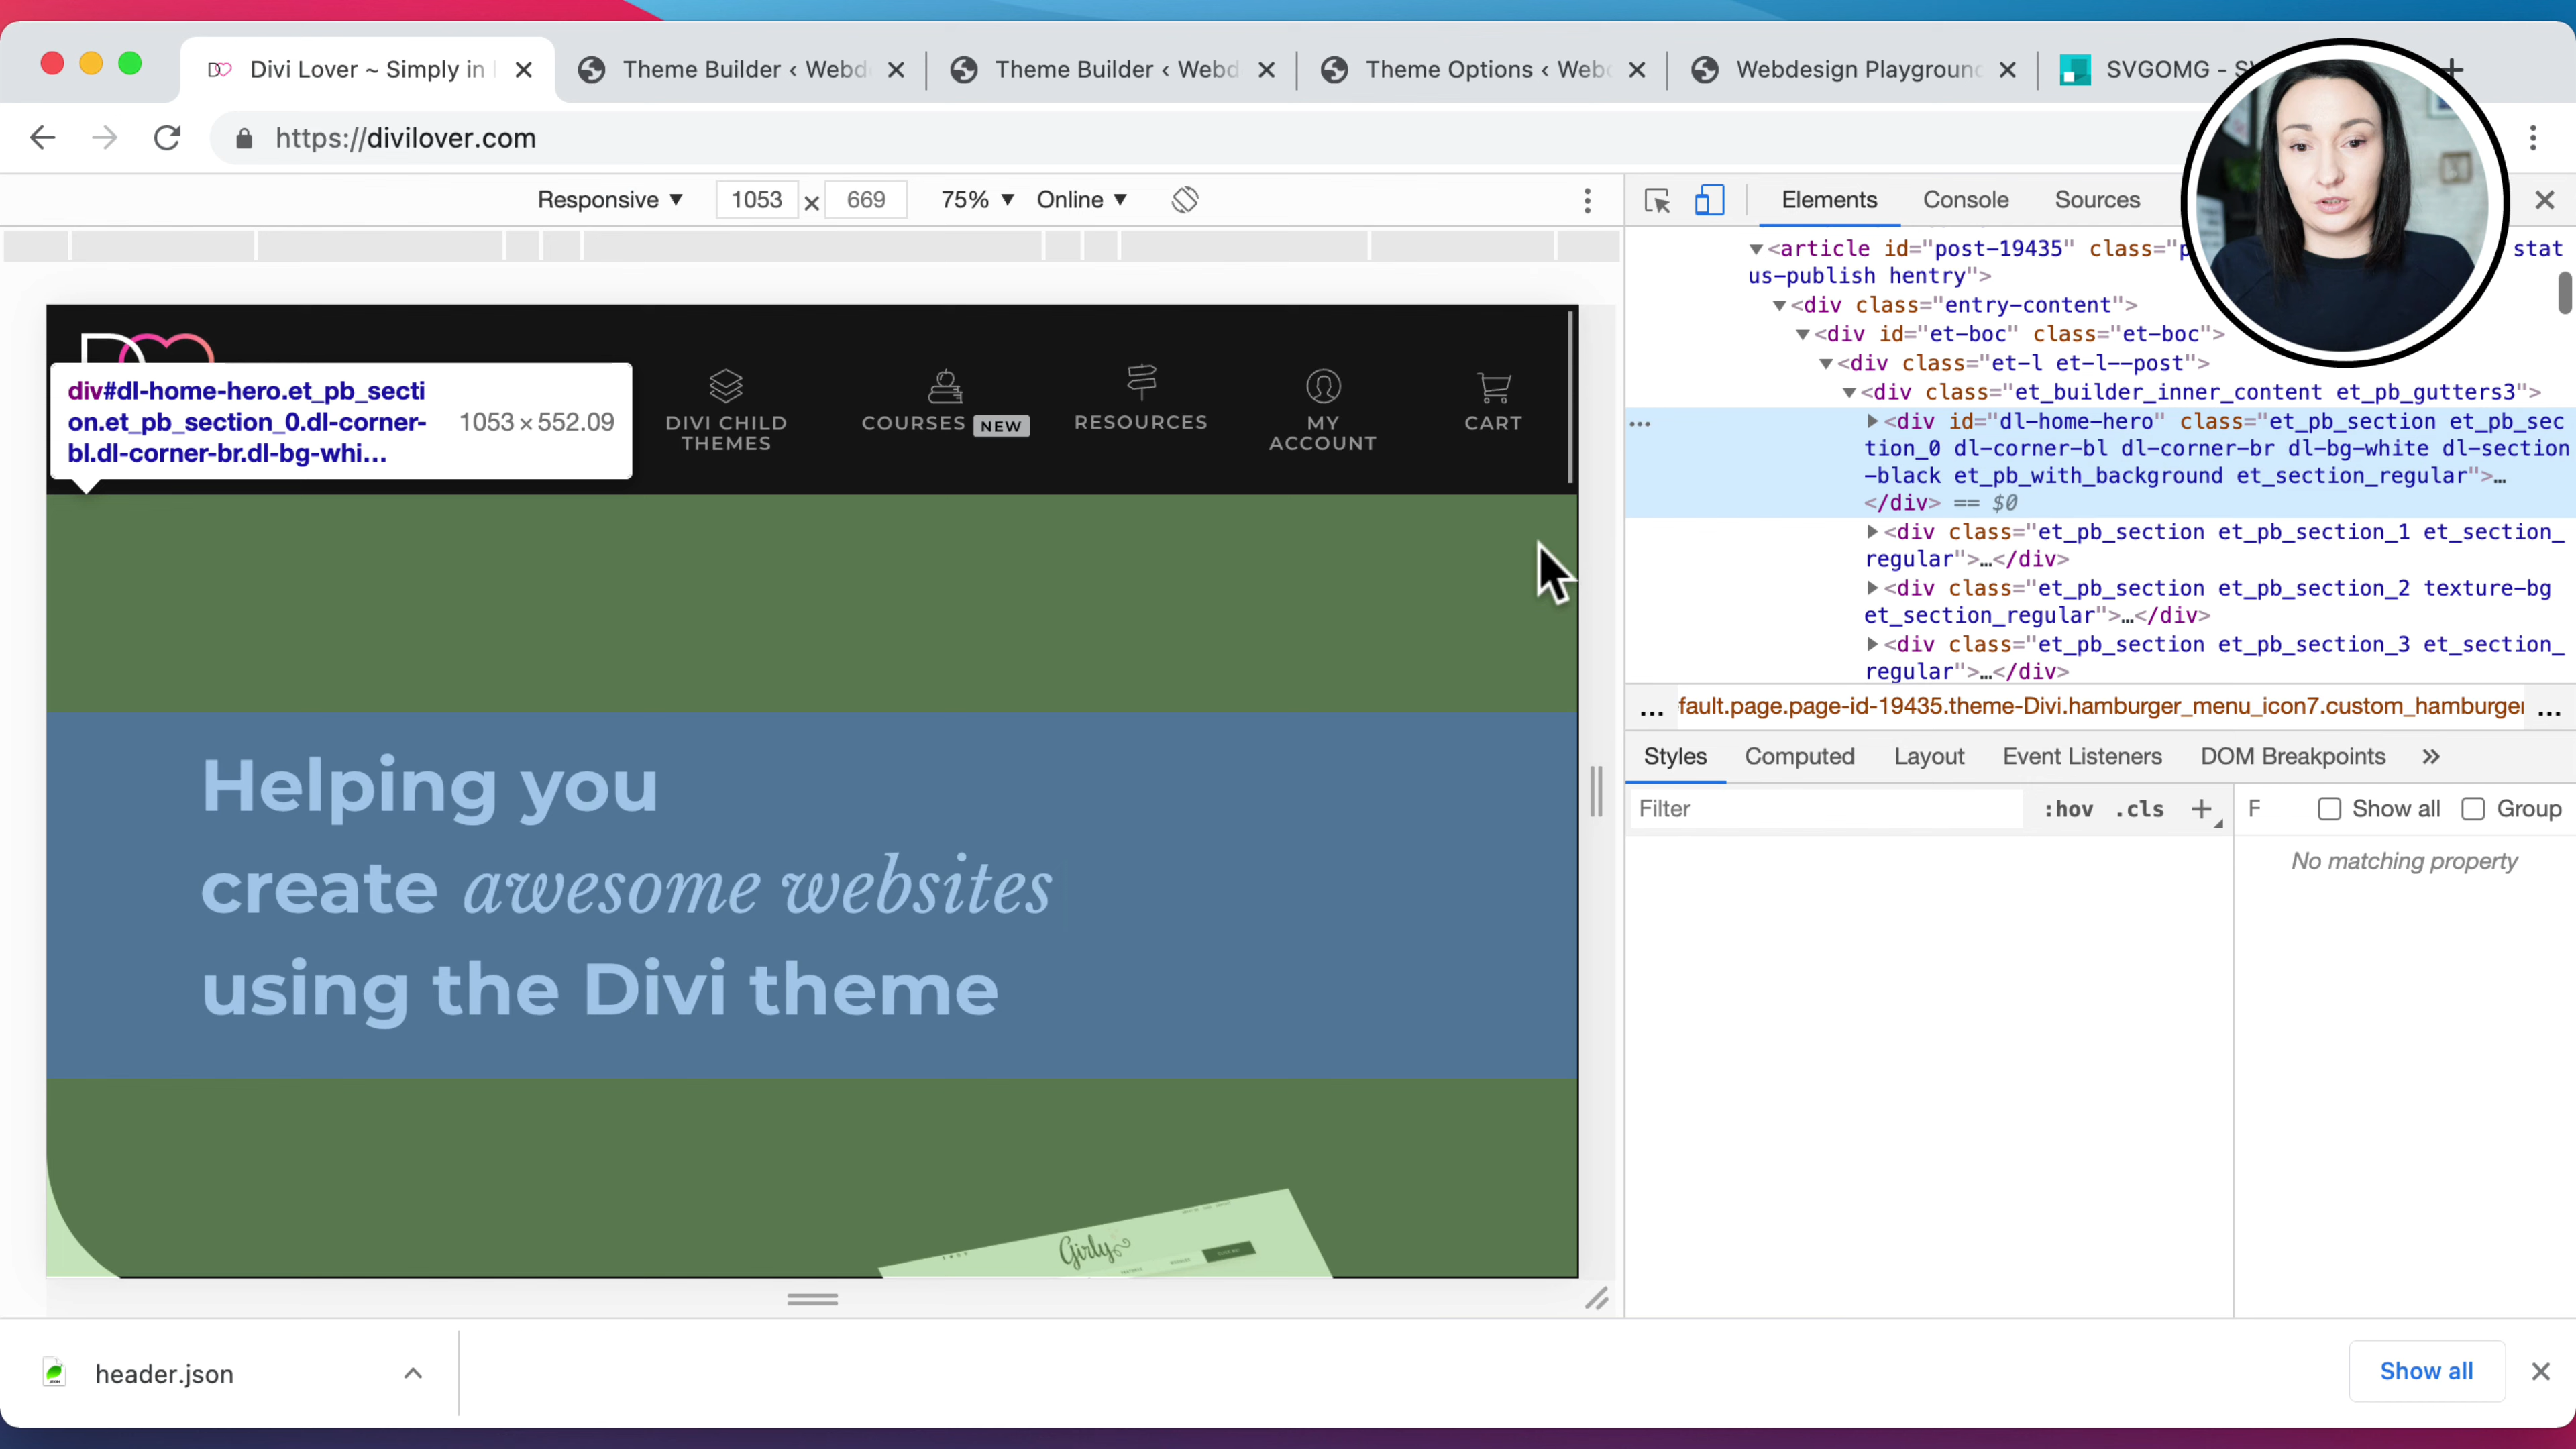 Divi Lover ~ Simply in
Theme Builder ‹ Webd
Theme Builder ‹ Webd
Theme Options ‹ Web
Webdesign Playground
SVGOMG - SV
https://divilover.com
Responsive ▼ 1053 × 669 75% ▼ Online ▼
Elements Console Sources
<article id="post-19435" class="p stat
us-publish hentry">
<div class="entry-content">
<div id="et-boc" class="et-boc">
<div class="et-l et-l--post">
<div class="et_builder_inner_content et_pb_gutters3">
<div id="dl-home-hero" class="et_pb_section et_pb_sec
tion_0 dl-corner-bl dl-corner-br dl-bg-white dl-section
-black et_pb_with_background et_section_regular">…
</div> == $0
<div class="et_pb_section et_pb_section_1 et_section_
regular">…</div>
<div class="et_pb_section et_pb_section_2 texture-bg
et_section_regular">…</div>
<div class="et_pb_section et_pb_section_3 et_section_
regular">…</div>
... fault.page.page-id-19435.theme-Divi.hamburger_menu_icon7.custom_hamburger ...
Styles Computed Layout Event Listeners DOM Breakpoints »
Filter :hov .cls +
F Show all Group
No matching property
div#dl-home-hero.et_pb_secti
on.et_pb_section_0.dl-corner-
bl.dl-corner-br.dl-bg-whi…
1053 × 552.09
DIVI CHILD
THEMES
COURSES NEW
RESOURCES
MY
ACCOUNT
CART
Helping you
create awesome websites
using the Divi theme
Girly
header.json
Show all